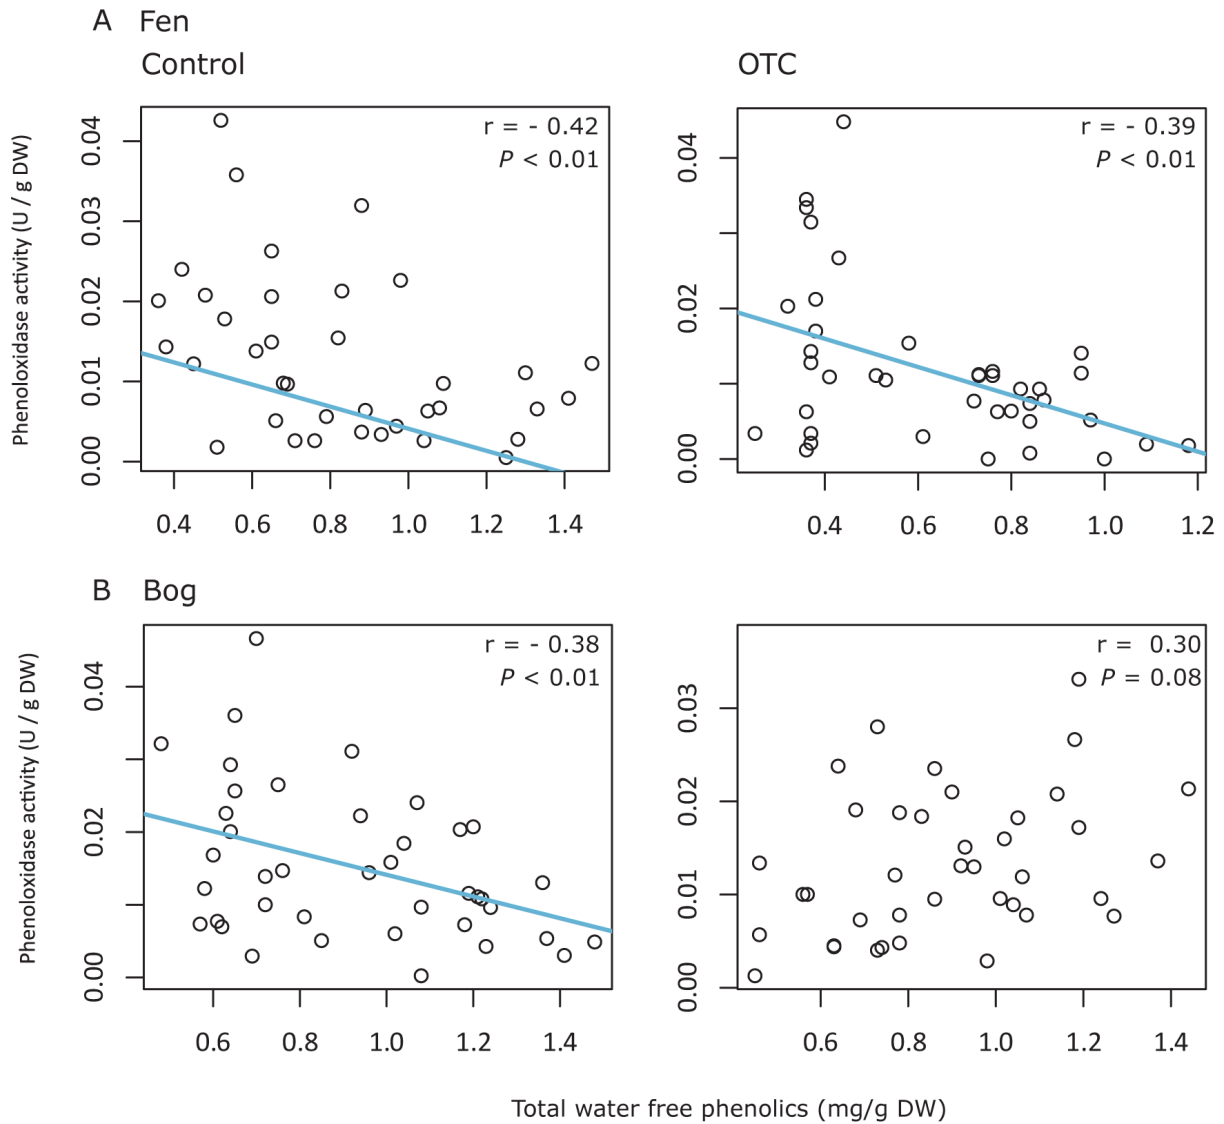 A Fen
Control
OTC
r = - 0.42
P < 0.01
r = - 0.39
P < 0.01
Phenoloxidase activity (U / g DW)
0.04
0.03
0.02
0.01
0.00
0.04
0.02
0.00
0.4 0.6 0.8 1.0 1.2 1.4
0.4 0.6 0.8 1.0 1.2
B Bog
r = - 0.38
P < 0.01
r = 0.30
P = 0.08
Phenoloxidase activity (U / g DW)
0.04
0.02
0.00
0.03
0.02
0.01
0.00
0.6 0.8 1.0 1.2 1.4
0.6 0.8 1.0 1.2 1.4
Total water free phenolics (mg/g DW)